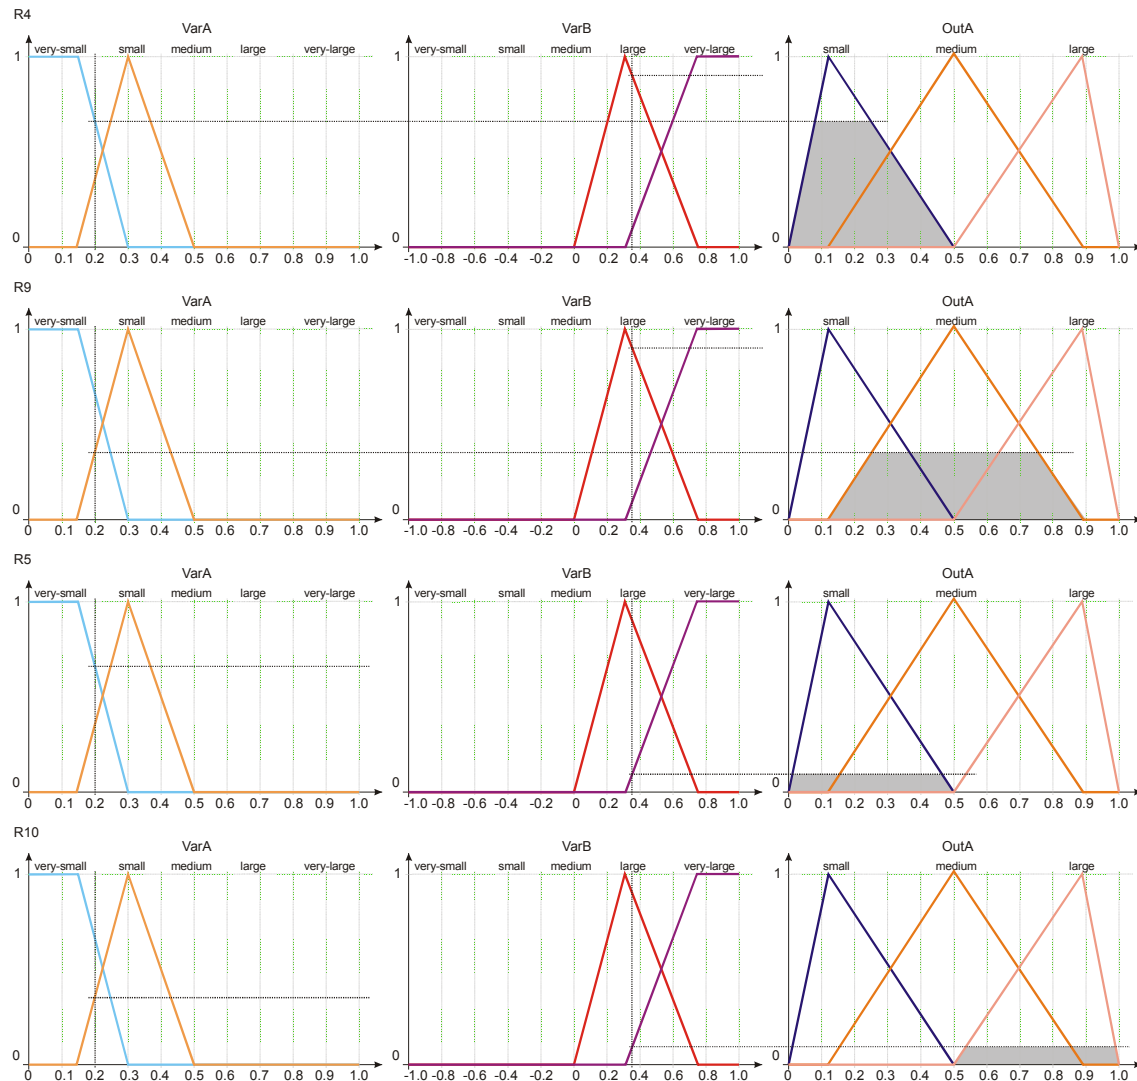 R4
VarA VarB OutA
very-small small medium large very-large very-small small medium large very-large small medium large
1 1 1
0 0 0
0 0.1 0.2 0.3 0.4 0.5 0.6 0.7 0.8 0.9 1.0 -1.0 -0.8 -0.6 -0.4 -0.2 0 0.2 0.4 0.6 0.8 1.0 0 0.1 0.2 0.3 0.4 0.5 0.6 0.7 0.8 0.9 1.0
R9
VarA VarB OutA
very-small small medium large very-large very-small small medium large very-large small medium large
1 1 1
0 0 0
0 0.1 0.2 0.3 0.4 0.5 0.6 0.7 0.8 0.9 1.0 -1.0 -0.8 -0.6 -0.4 -0.2 0 0.2 0.4 0.6 0.8 1.0 0 0.1 0.2 0.3 0.4 0.5 0.6 0.7 0.8 0.9 1.0
R5
VarA VarB OutA
very-small small medium large very-large very-small small medium large very-large small medium large
1 1 1
0 0 0
0 0.1 0.2 0.3 0.4 0.5 0.6 0.7 0.8 0.9 1.0 -1.0 -0.8 -0.6 -0.4 -0.2 0 0.2 0.4 0.6 0.8 1.0 0 0.1 0.2 0.3 0.4 0.5 0.6 0.7 0.8 0.9 1.0
R10
VarA VarB OutA
very-small small medium large very-large very-small small medium large very-large small medium large
1 1 1
0 0 0
0 0.1 0.2 0.3 0.4 0.5 0.6 0.7 0.8 0.9 1.0 -1.0 -0.8 -0.6 -0.4 -0.2 0 0.2 0.4 0.6 0.8 1.0 0 0.1 0.2 0.3 0.4 0.5 0.6 0.7 0.8 0.9 1.0